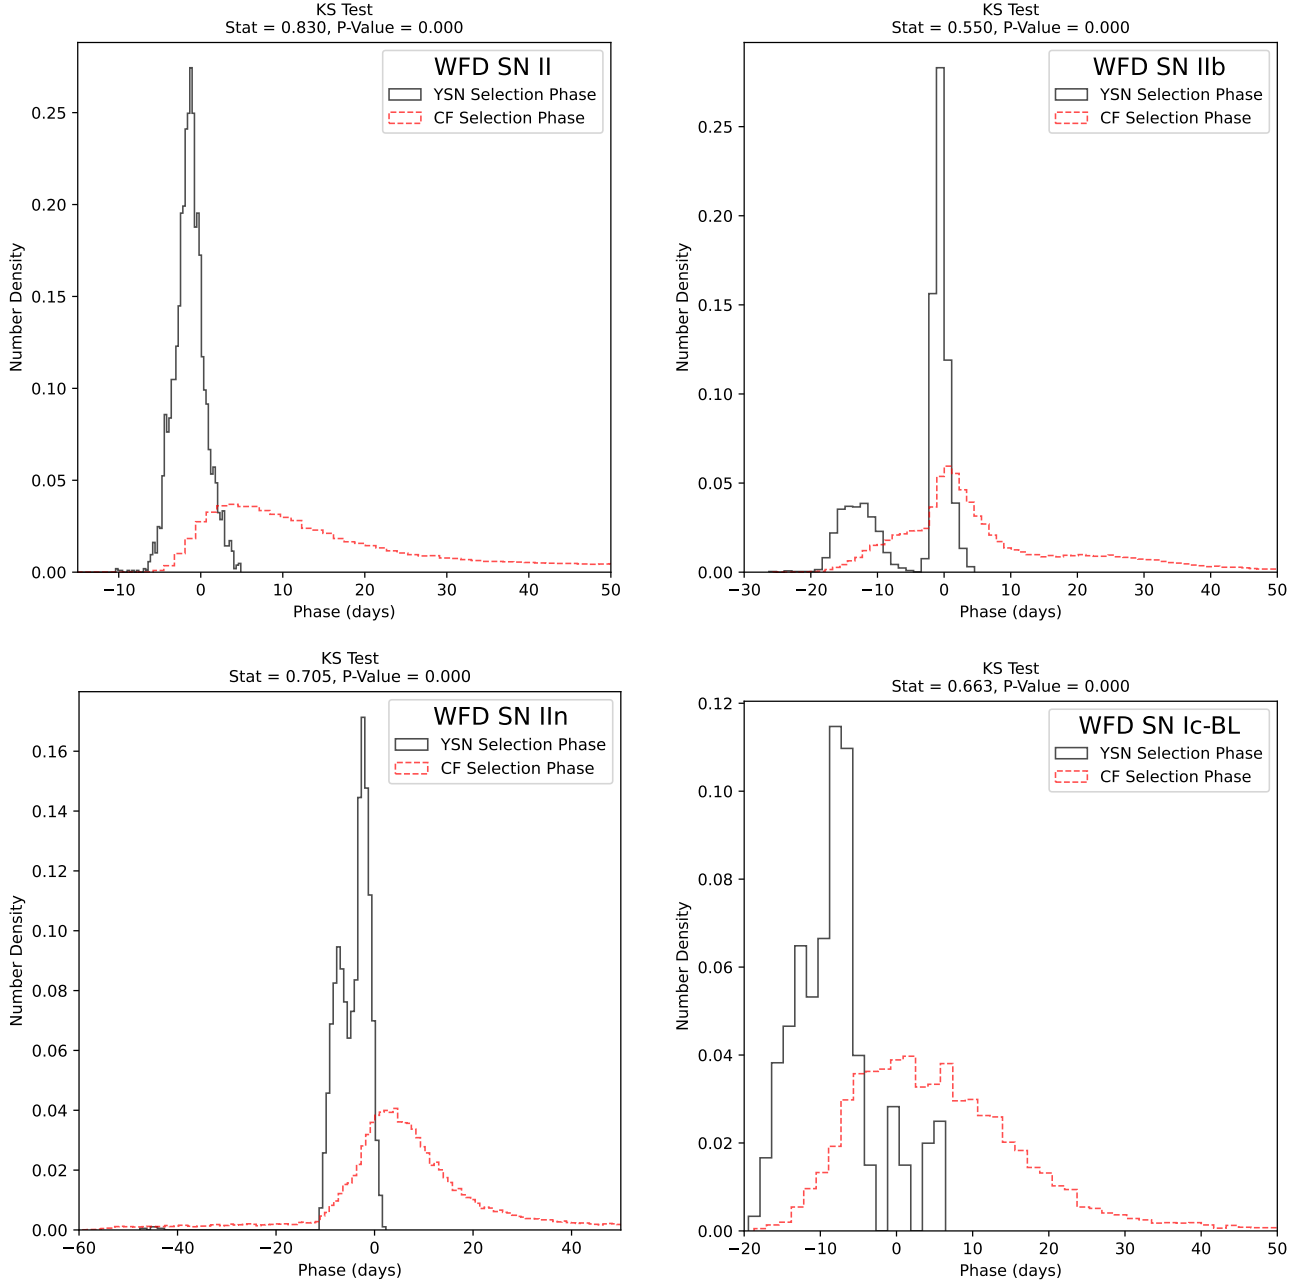 KS Test
Stat = 0.830, P-Value = 0.000
WFD SN II
YSN Selection Phase
CF Selection Phase
Number Density
0.25
0.20
0.15
0.10
0.05
0.00
−10 0 10 20 30 40 50
Phase (days)
KS Test
Stat = 0.550, P-Value = 0.000
WFD SN IIb
YSN Selection Phase
CF Selection Phase
Number Density
0.25
0.20
0.15
0.10
0.05
0.00
−30 −20 −10 0 10 20 30 40 50
Phase (days)
KS Test
Stat = 0.705, P-Value = 0.000
WFD SN IIn
YSN Selection Phase
CF Selection Phase
Number Density
0.16
0.14
0.12
0.10
0.08
0.06
0.04
0.02
0.00
−60 −40 −20 0 20 40
Phase (days)
KS Test
Stat = 0.663, P-Value = 0.000
WFD SN Ic-BL
YSN Selection Phase
CF Selection Phase
Number Density
0.12
0.10
0.08
0.06
0.04
0.02
0.00
−20 −10 0 10 20 30 40 50
Phase (days)